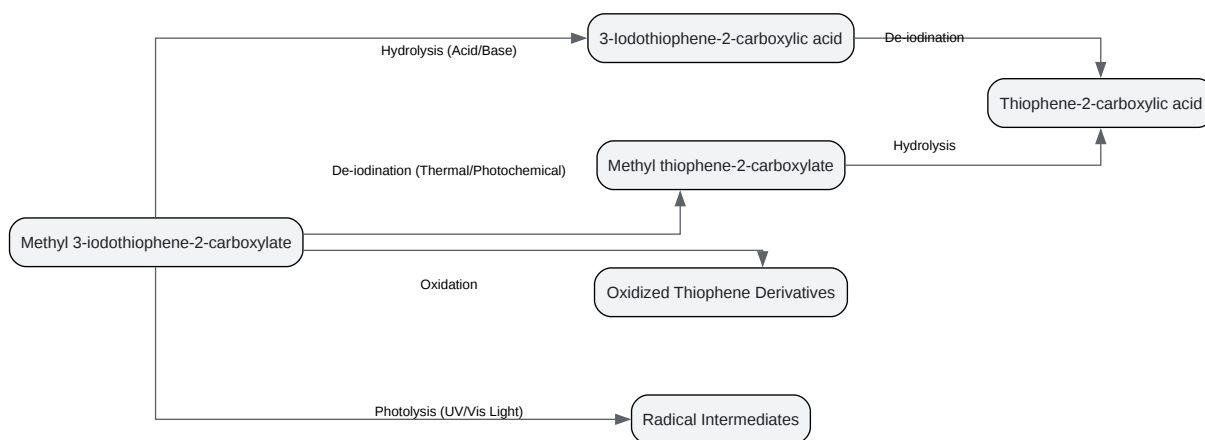 3-Iodothiophene-2-carboxylic acid
De-iodination
Hydrolysis (Acid/Base)
Thiophene-2-carboxylic acid
Hydrolysis
Methyl thiophene-2-carboxylate
De-iodination (Thermal/Photochemical)
Methyl 3-iodothiophene-2-carboxylate
Oxidation
Oxidized Thiophene Derivatives
Photolysis (UV/Vis Light)
Radical Intermediates